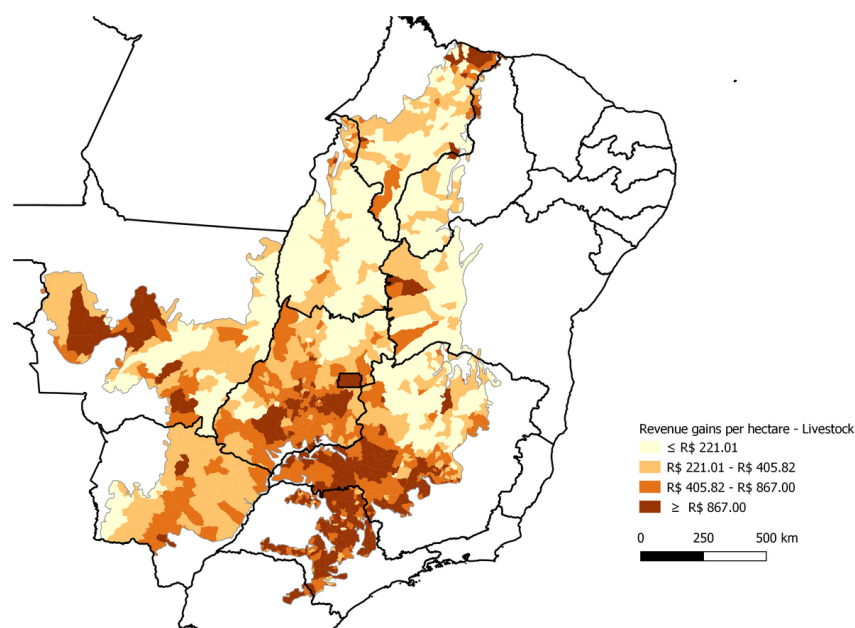 Revenue gains per hectare - Livestock
≤ R$ 221.01
R$ 221.01 - R$ 405.82
R$ 405.82 - R$ 867.00
≥ R$ 867.00
0 250 500 km